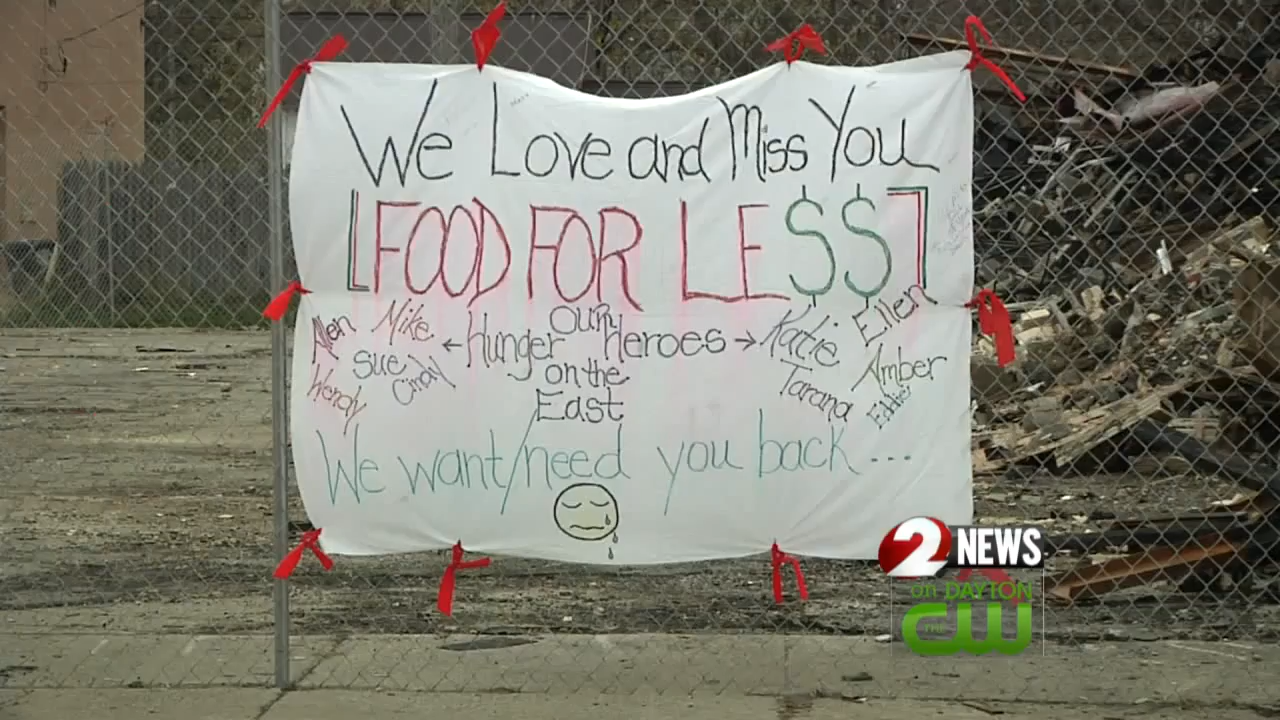 We Love and Miss You
[FOOD FOR LE$$]
Allen Mike Sue Cindy Wendy
OUR
← Hunger Heroes →
on the
East
Katie Ellen Amber Tarana Eddie
We want/need you back...
2 NEWS
on DAYTON
THE CW